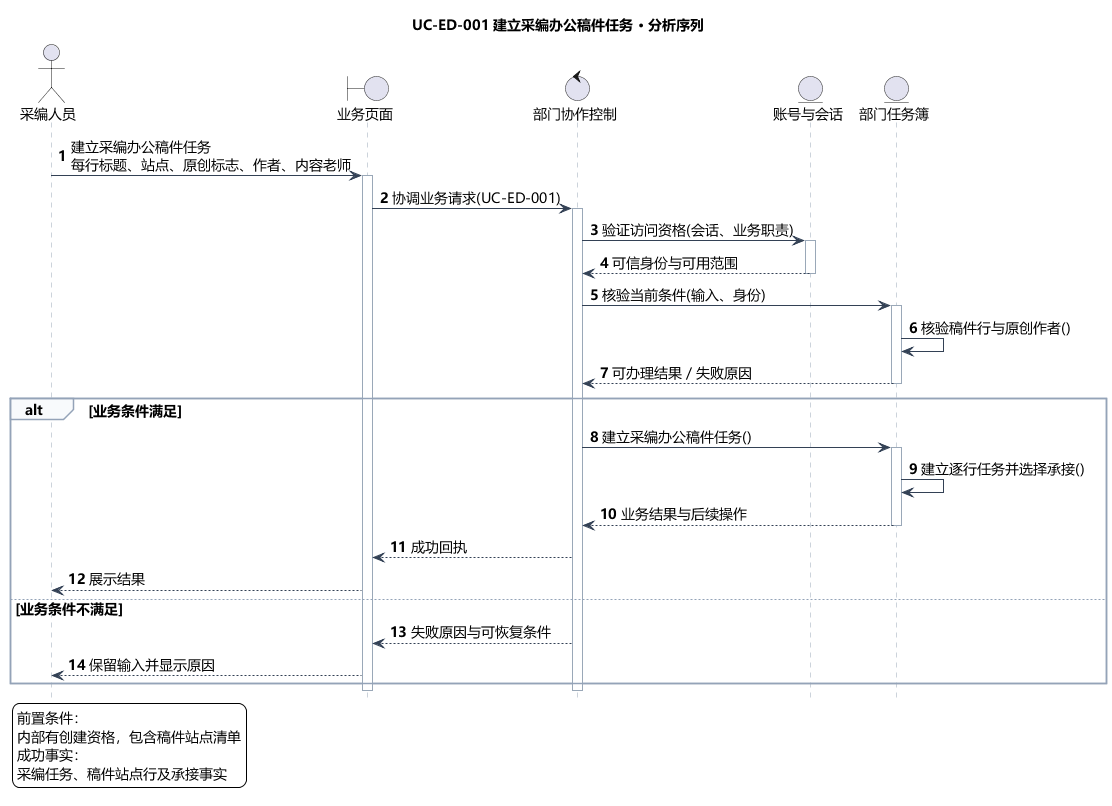 UC-ED-001 建立采编办公稿件任务 · 分析序列
采编人员
业务页面
部门协作控制
账号与会话
部门任务簿
1 建立采编办公稿件任务
每行标题、站点、原创标志、作者、内容老师
2 协调业务请求(UC-ED-001)
3 验证访问资格(会话、业务职责)
4 可信身份与可用范围
5 核验当前条件(输入、身份)
6 核验稿件行与原创作者()
7 可办理结果 / 失败原因
alt [业务条件满足]
8 建立采编办公稿件任务()
9 建立逐行任务并选择承接()
10 业务结果与后续操作
11 成功回执
12 展示结果
[业务条件不满足]
13 失败原因与可恢复条件
14 保留输入并显示原因
前置条件：
内部有创建资格，包含稿件站点清单
成功事实：
采编任务、稿件站点行及承接事实